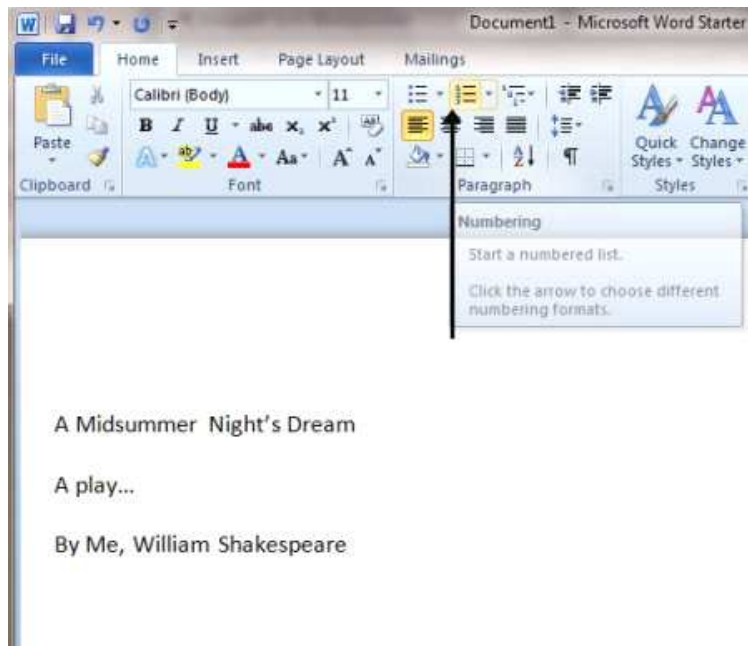 Document1 - Microsoft Word Starter
File Home Insert Page Layout Mailings
Calibri (Body) 11
Paste
B I U abe x, x²
Aa A A
Quick Styles Change Styles
Clipboard Font Paragraph Styles
Numbering
Start a numbered list.
Click the arrow to choose different
numbering formats.
A Midsummer Night's Dream
A play...
By Me, William Shakespeare